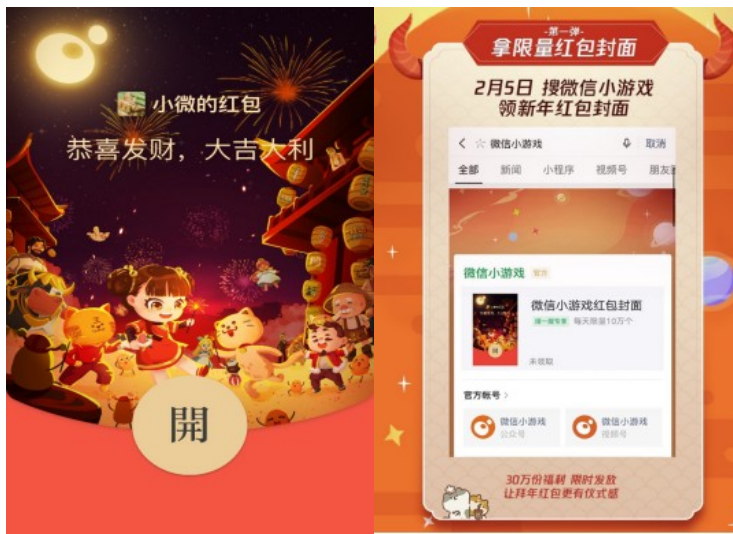 小微的红包
恭喜发财，大吉大利
開
-第一弹-
拿限量红包封面
2月5日 搜微信小游戏
领新年红包封面
微信小游戏
取消
全部 新闻 小程序 视频号 朋友
微信小游戏 官方
微信小游戏红包封面
搜一搜专享 每天限量10万个
開
未领取
官方帐号
微信小游戏
公众号
微信小游戏
视频号
30万份福利 限时发放
让拜年红包更有仪式感